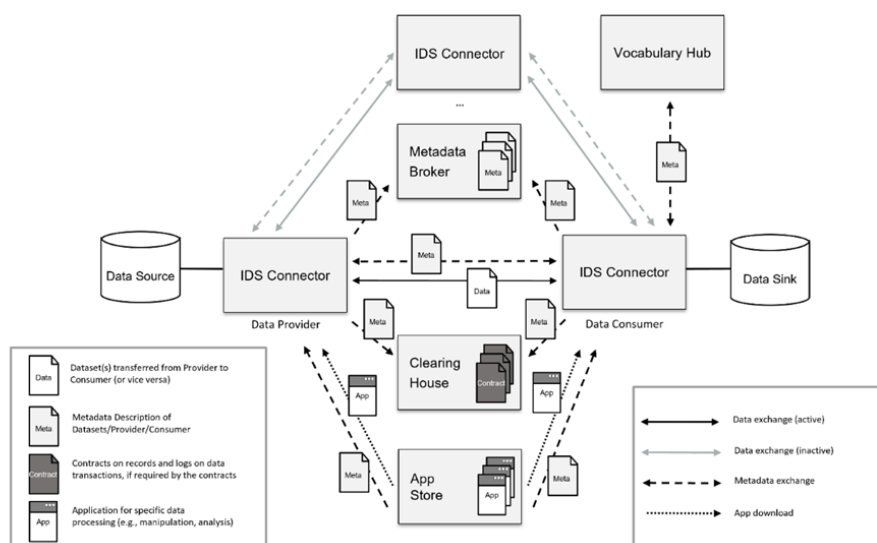 IDS Connector
Vocabulary Hub
...
Metadata
Broker
Meta
Meta
Meta
Meta
Data Source
IDS Connector
Meta
Data
IDS Connector
Data Sink
Data Provider
Data Consumer
Meta
Meta
Clearing
House
Contract
App
App
App
Store
App
Meta
Meta
Data
Dataset(s) transferred from Provider to
Consumer (or vice versa)
Meta
Metadata Description of
Datasets/Provider/Consumer
Contract
Contracts on records and logs on data
transactions, if required by the contracts
App
Application for specific data
processing (e.g., manipulation, analysis)
Data exchange (active)
Data exchange (inactive)
Metadata exchange
App download